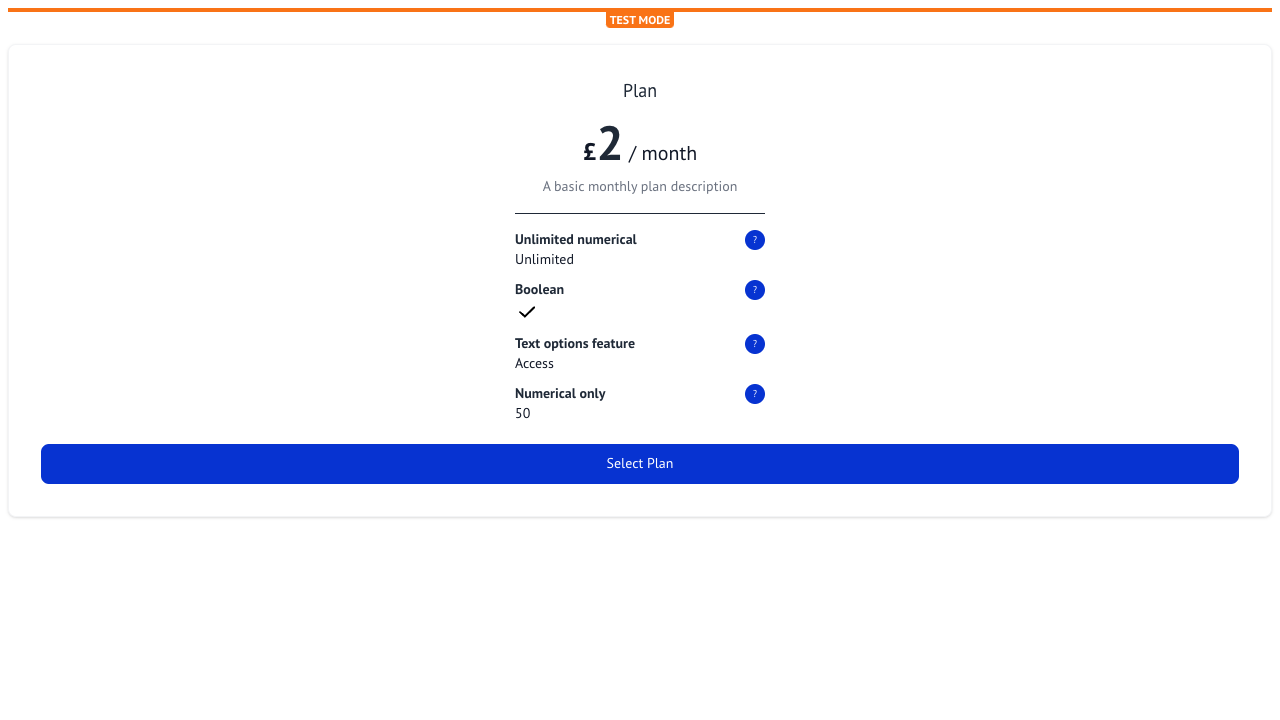 TEST MODE
Plan
£2 / month
A basic monthly plan description
Unlimited numerical ?
Unlimited
Boolean ?
Text options feature ?
Access
Numerical only ?
50
Select Plan